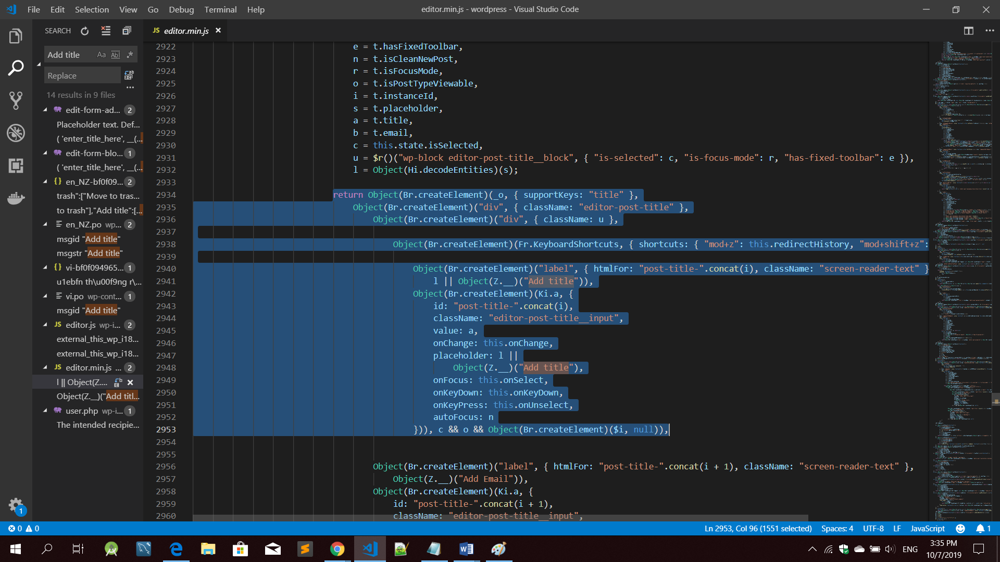 File Edit Selection View Go Debug Terminal Help
editor.min.js - wordpress - Visual Studio Code
SEARCH
JS editor.min.js ×
Add title Aa Abl .*
Replace
14 results in 9 files
edit-form-ad... 2
Placeholder text. Def...
( 'enter_title_here', __(...
edit-form-blo... 1
( 'enter_title_here', __(...
{} en_NZ-bf0f09... 2
trash":["Move to tras...
to trash"],"Add title":[...
en_NZ.po wp-... 2
msgid "Add title"
msgstr "Add title"
{} vi-bf0f094965... 1
u1ebfn th\u00f9ng r\...
vi.po wp-cont... 1
msgid "Add title"
JS editor.js wp-i... 2
external_this_wp_i18...
external_this_wp_i18...
JS editor.min.js ... 2
l || Object(Z....
Object(Z.__)("Add titl...
user.php wp-i... 1
The intended recipie...
2922 e = t.hasFixedToolbar,
2923 n = t.isCleanNewPost,
2924 r = t.isFocusMode,
2925 o = t.isPostTypeViewable,
2926 i = t.instanceId,
2927 s = t.placeholder,
2928 a = t.title,
2929 b = t.email,
2930 c = this.state.isSelected,
2931 u = $r()("wp-block editor-post-title__block", { "is-selected": c, "is-focus-mode": r, "has-fixed-toolbar": e }),
2932 l = Object(Hi.decodeEntities)(s);
2933
2934 return Object(Br.createElement)(_o, { supportKeys: "title" },
2935 Object(Br.createElement)("div", { className: "editor-post-title" },
2936 Object(Br.createElement)("div", { className: u },
2937
2938 Object(Br.createElement)(Fr.KeyboardShortcuts, { shortcuts: { "mod+z": this.redirectHistory, "mod+shift+z":
2939
2940 Object(Br.createElement)("label", { htmlFor: "post-title-".concat(i), className: "screen-reader-text" }
2941 l || Object(Z.__)("Add title")),
2942 Object(Br.createElement)(Ki.a, {
2943 id: "post-title-".concat(i),
2944 className: "editor-post-title__input",
2945 value: a,
2946 onChange: this.onChange,
2947 placeholder: l ||
2948 Object(Z.__)("Add title"),
2949 onFocus: this.onSelect,
2950 onKeyDown: this.onKeyDown,
2951 onKeyPress: this.onUnselect,
2952 autoFocus: n
2953 })), c && o && Object(Br.createElement)($i, null)),
2954
2955
2956 Object(Br.createElement)("label", { htmlFor: "post-title-".concat(i + 1), className: "screen-reader-text" },
2957 Object(Z.__)("Add Email")),
2958 Object(Br.createElement)(Ki.a, {
2959 id: "post-title-".concat(i + 1),
2960 className: "editor-post-title__input",
1
0 0 Ln 2953, Col 96 (1551 selected) Spaces: 4 UTF-8 LF JavaScript 1
ENG
3:35 PM
10/7/2019